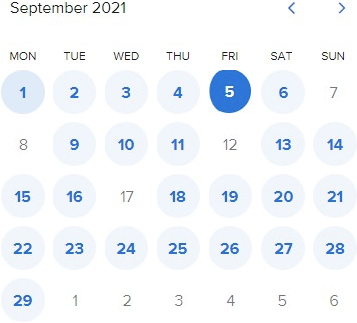 September 2021
MON TUE WED THU FRI SAT SUN
1 2 3 4 5 6 7
8 9 10 11 12 13 14
15 16 17 18 19 20 21
22 23 24 25 26 27 28
29 1 2 3 4 5 6